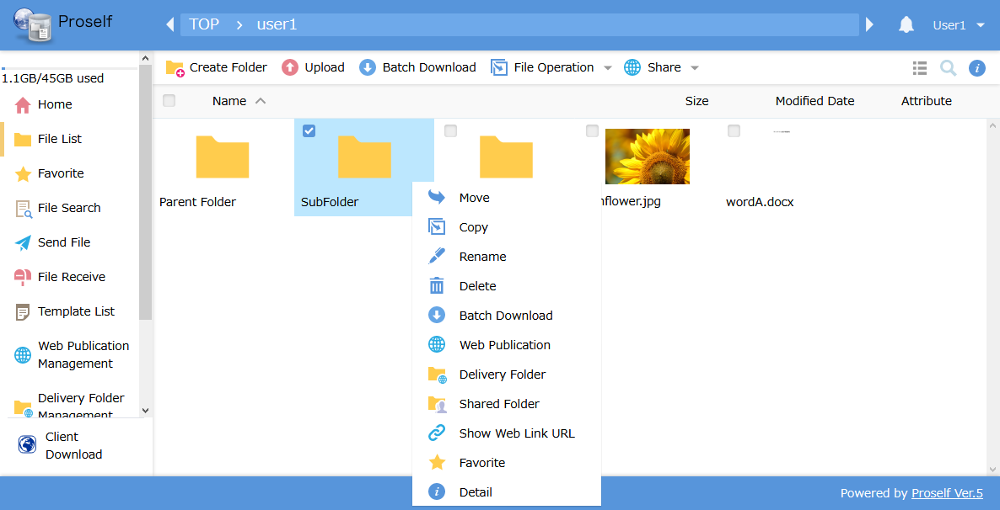 Proself
TOP > user1
User1
1.1GB/45GB used
Home
File List
Favorite
File Search
Send File
File Receive
Template List
Web Publication
Management
Delivery Folder
Management
Client
Download
Create Folder
Upload
Batch Download
File Operation
Share
Name
Size
Modified Date
Attribute
Parent Folder
SubFolder
nflower.jpg
wordA.docx
Move
Copy
Rename
Delete
Batch Download
Web Publication
Delivery Folder
Shared Folder
Show Web Link URL
Favorite
Detail
Powered by Proself Ver.5